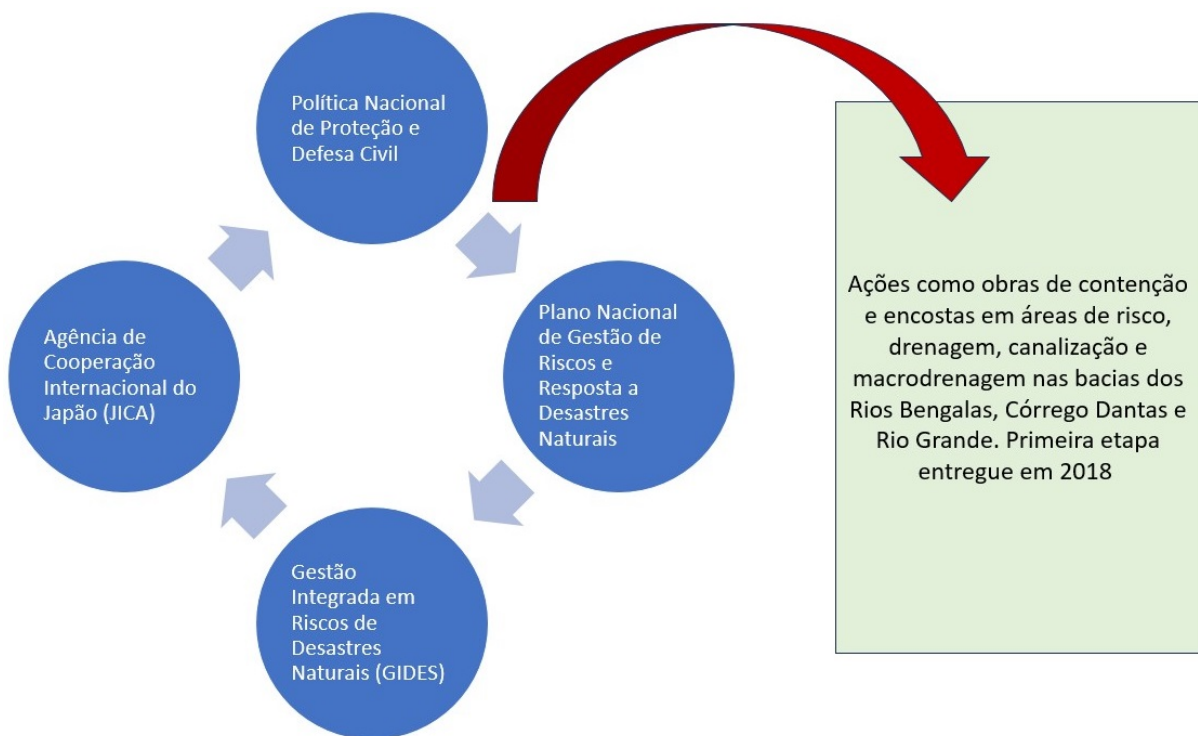 Política Nacional
de Proteção e
Defesa Civil
Plano Nacional
de Gestão de
Riscos e
Resposta a
Desastres
Naturais
Gestão
Integrada em
Riscos de
Desastres
Naturais (GIDES)
Agência de
Cooperação
Internacional do
Japão (JICA)
Ações como obras de contenção
e encostas em áreas de risco,
drenagem, canalização e
macrodrenagem nas bacias dos
Rios Bengalas, Córrego Dantas e
Rio Grande. Primeira etapa
entregue em 2018